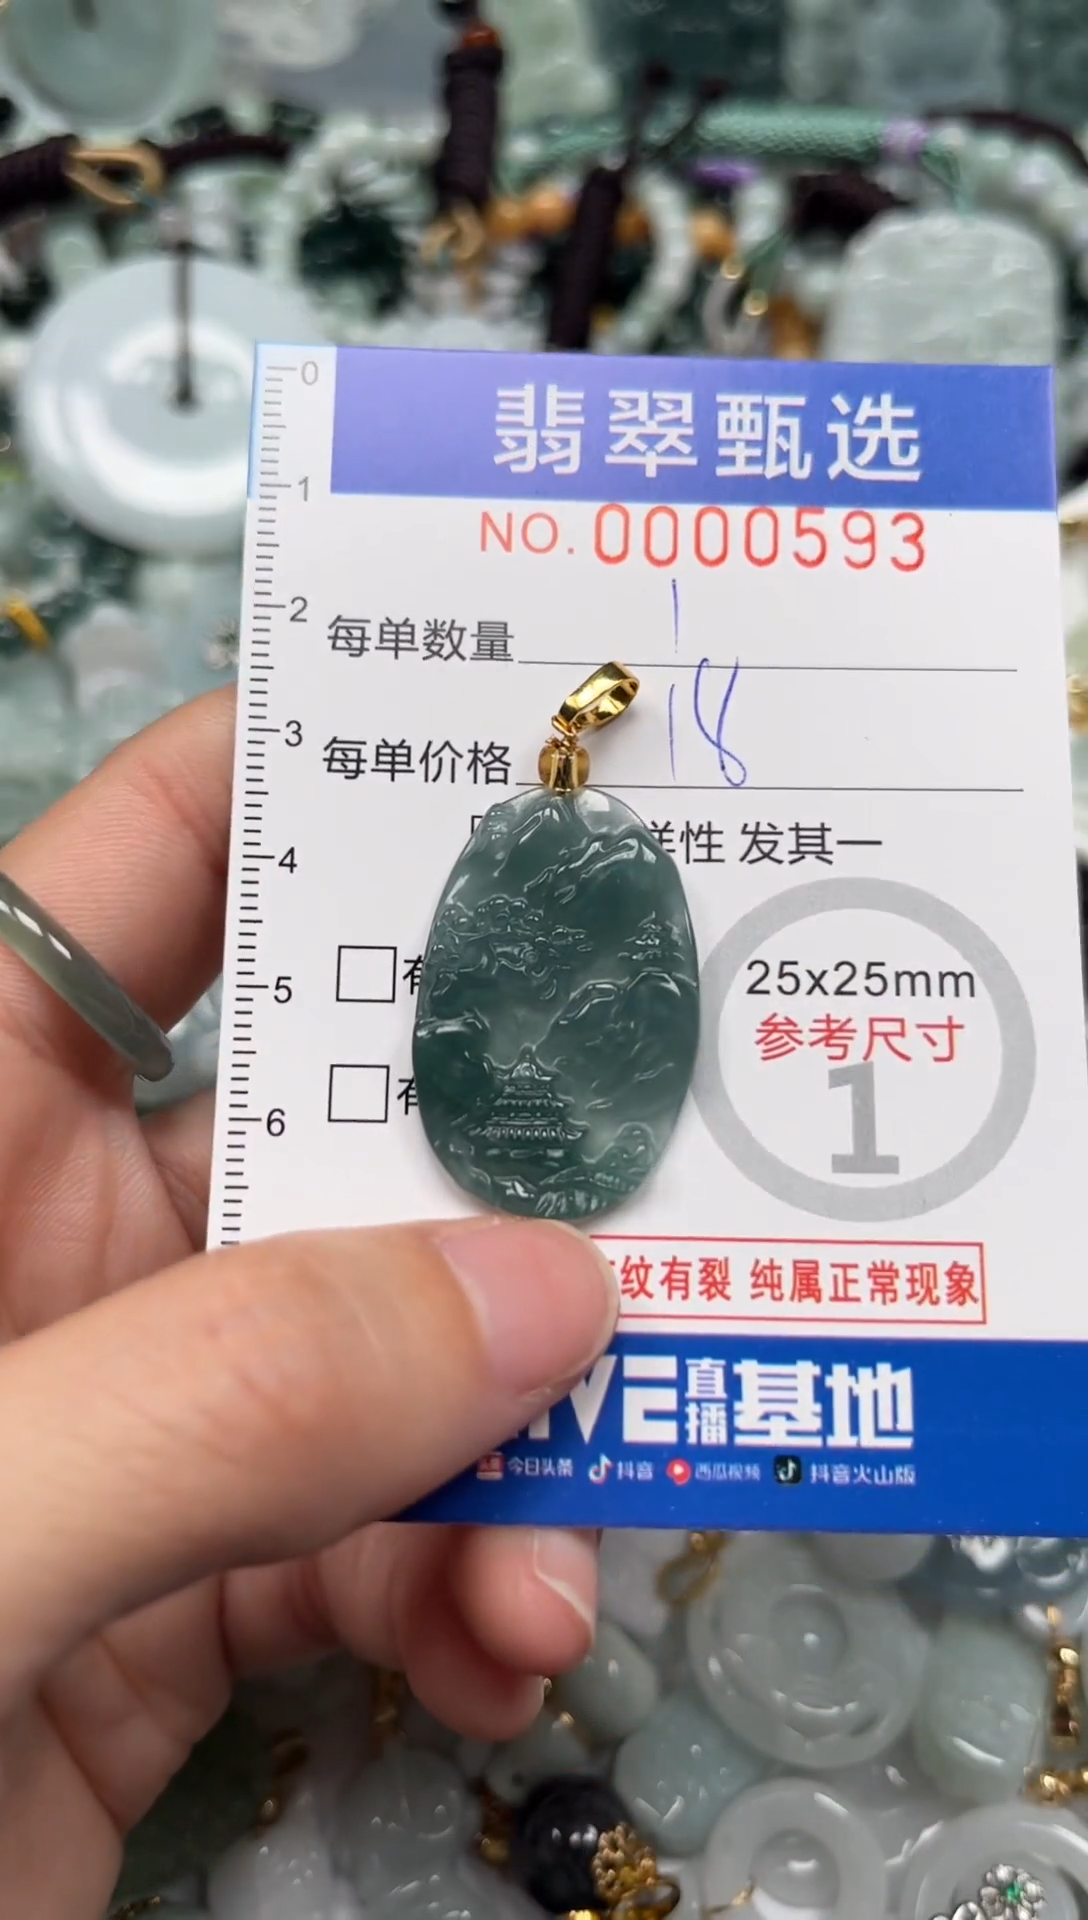 0
翡翠甄选
1
NO.0000593
2
每单数量 1
3
每单价格 18
4
样性 发其一
5
有
25x25mm
参考尺寸
1
6
有
纹有裂 纯属正常现象
直播基地
今日头条 抖音 西瓜视频 抖音火山版